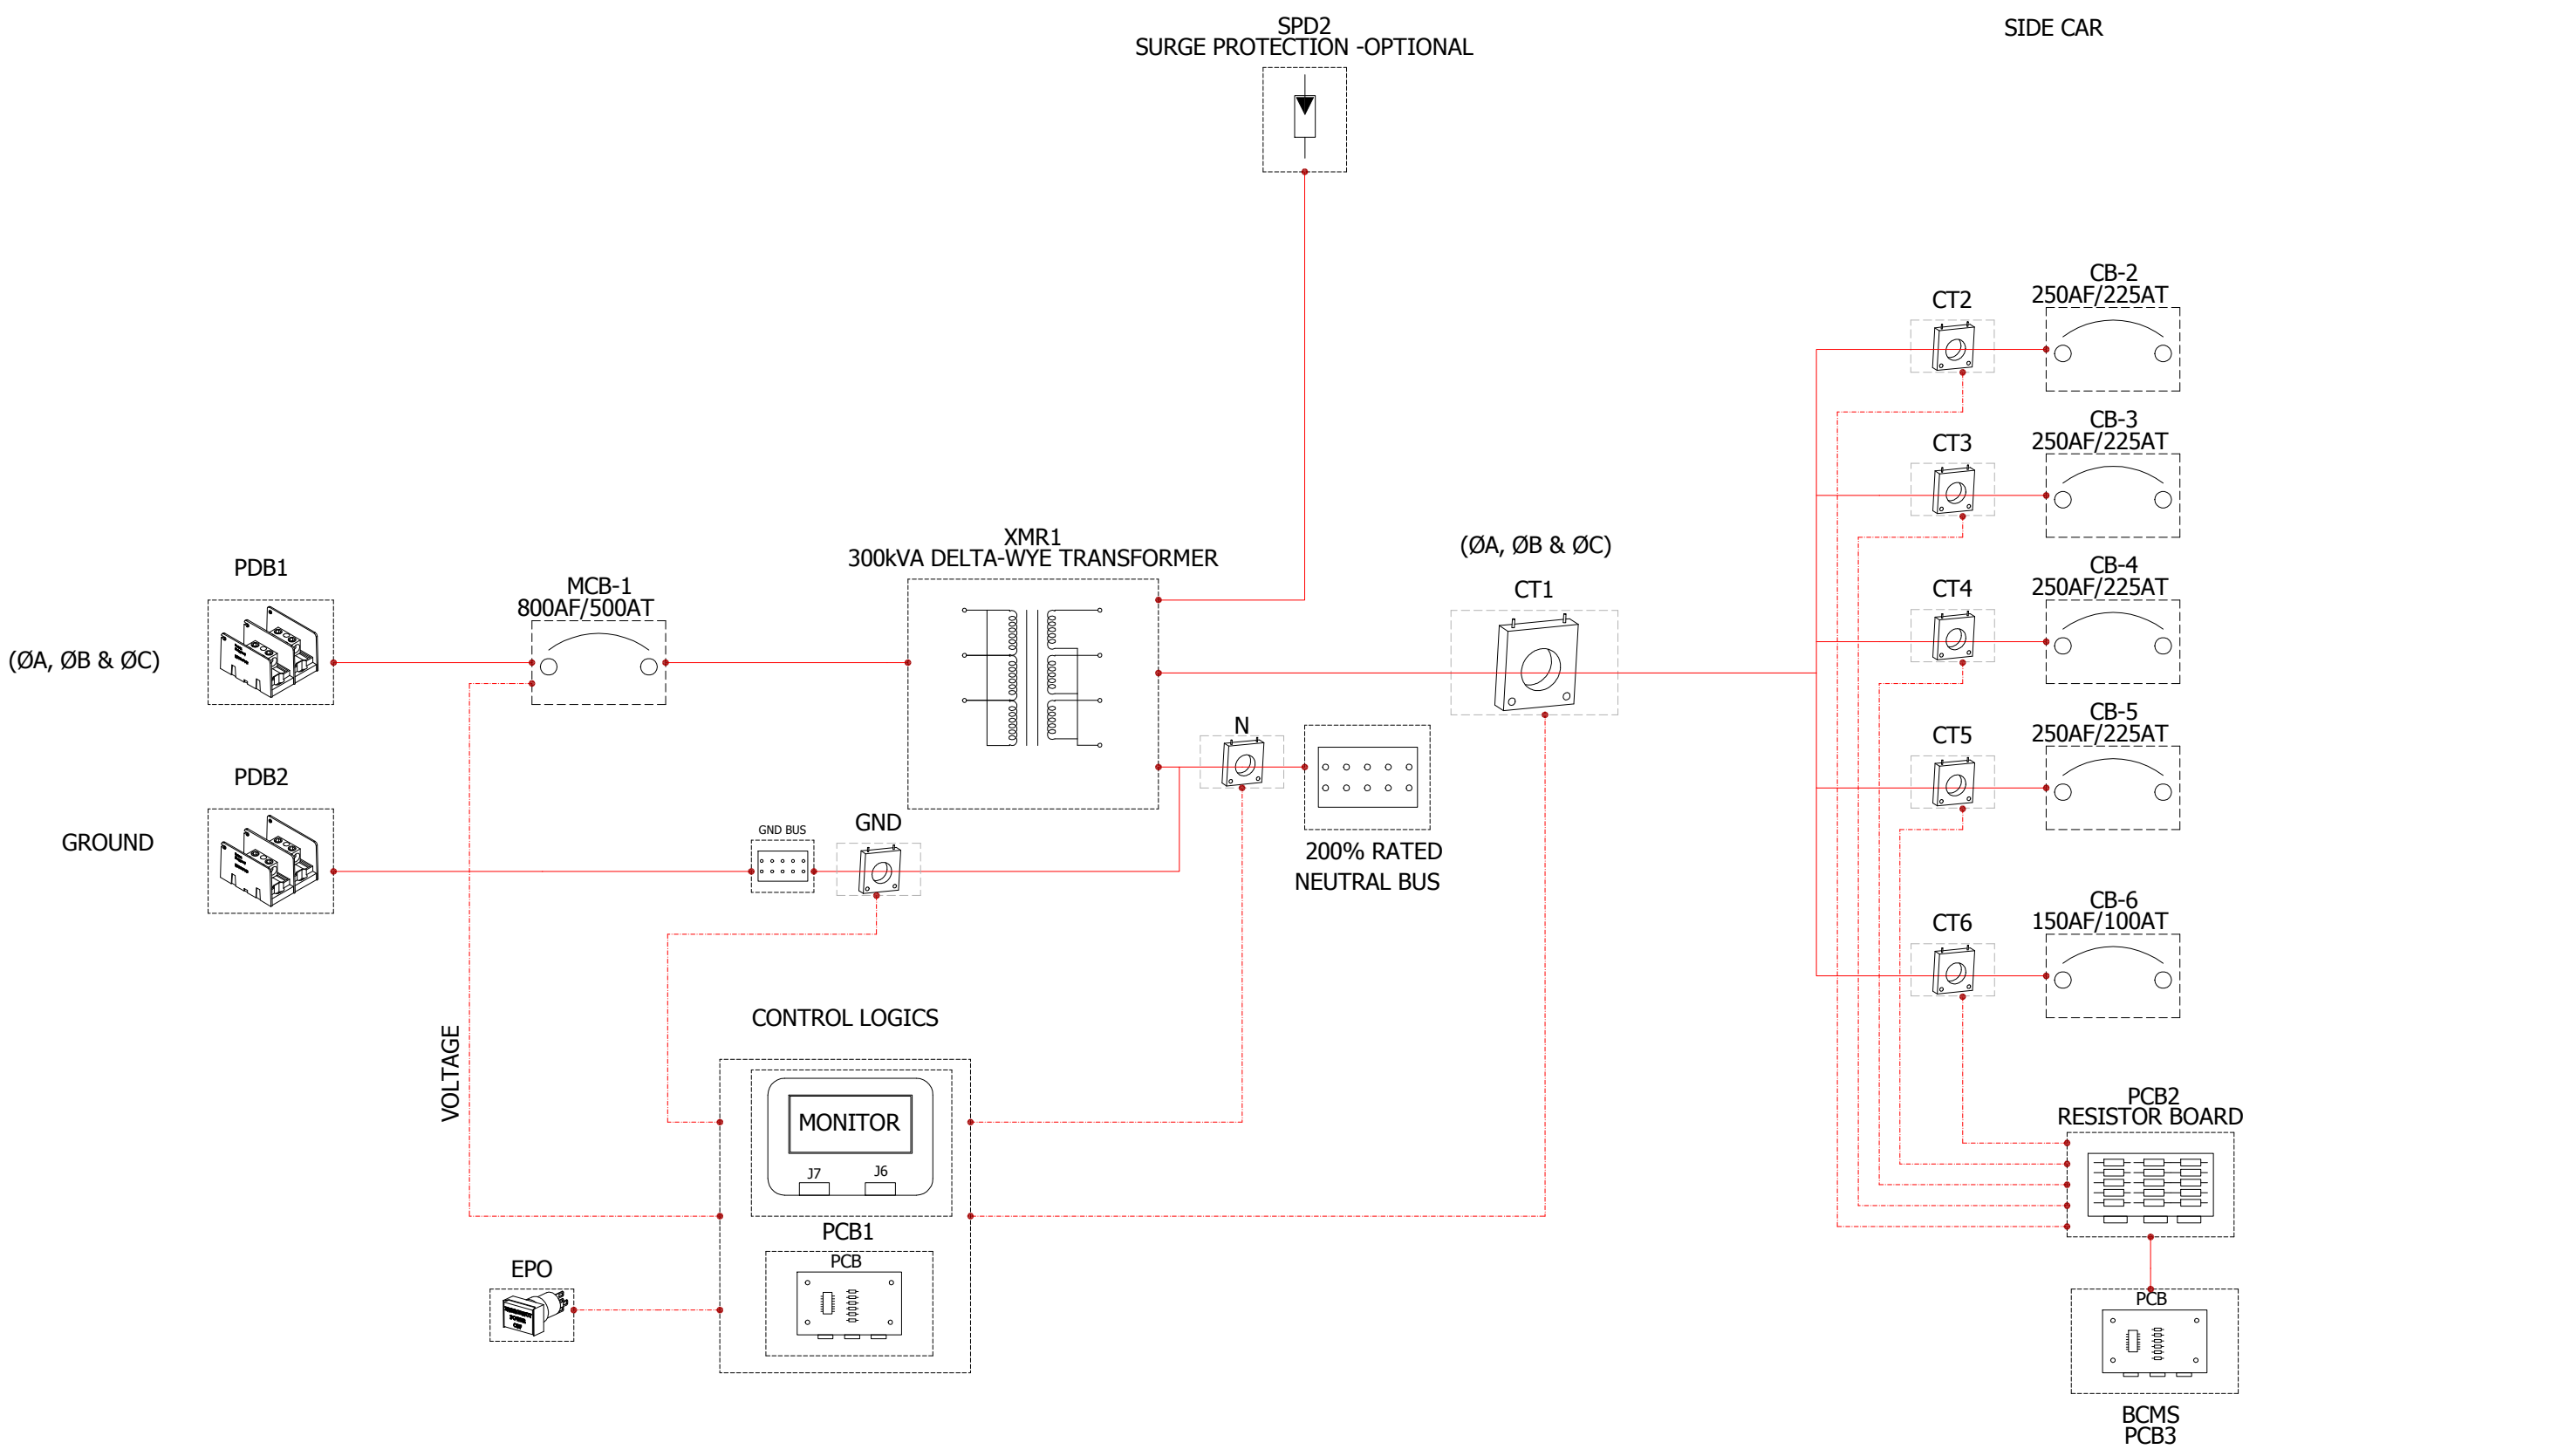 SPD2
SURGE PROTECTION -OPTIONAL
SIDE CAR
CB-2
250AF/225AT
CT2
CB-3
250AF/225AT
CT3
XMR1
300kVA DELTA-WYE TRANSFORMER
(ØA, ØB & ØC)
CT1
CB-4
250AF/225AT
CT4
PDB1
MCB-1
800AF/500AT
(ØA, ØB & ØC)
N
CB-5
250AF/225AT
CT5
PDB2
GROUND
GND BUS
GND
200% RATED
NEUTRAL BUS
CB-6
150AF/100AT
CT6
CONTROL LOGICS
VOLTAGE
MONITOR
J7
J6
PCB1
PCB
EPO
PCB2
RESISTOR BOARD
PCB
BCMS
PCB3